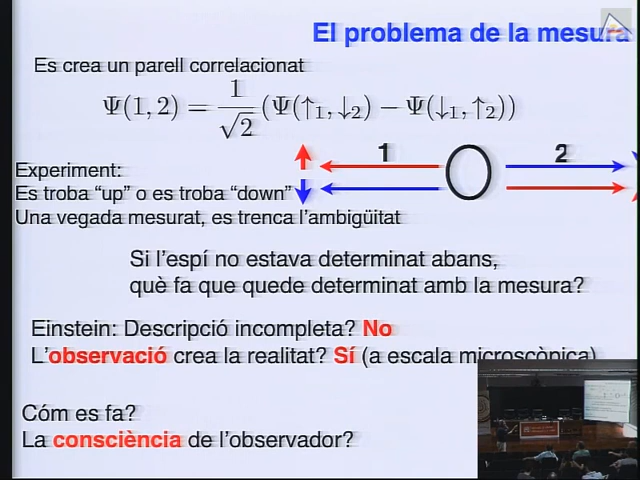 El problema de la mesura
Es crea un parell correlacionat
Ψ(1, 2) = 1/√2 (Ψ(↑₁,↓₂) − Ψ(↓₁,↑₂))
1 2
Experiment:
Es troba “up” o es troba “down”
Una vegada mesurat, es trenca l’ambigüitat
Si l’espí no estava determinat abans,
què fa que quede determinat amb la mesura?
Einstein: Descripció incompleta? No
L’observació crea la realitat? Sí (a escala microscòpica)
Cóm es fa?
La consciència de l’observador?